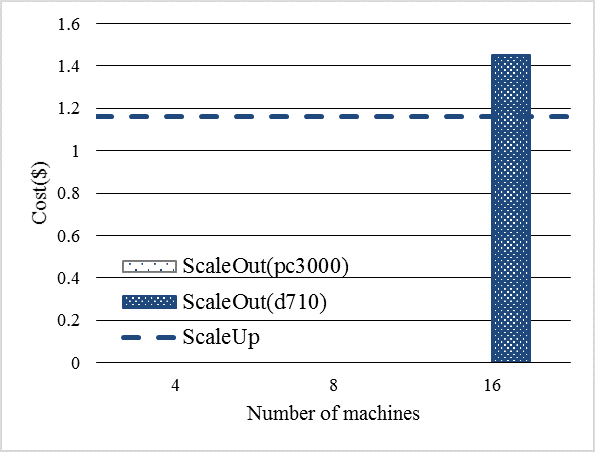 1.6
1.4
1.2
1
0.8
0.6
0.4
0.2
0
Cost($)
ScaleOut(pc3000)
ScaleOut(d710)
ScaleUp
4 8 16
Number of machines